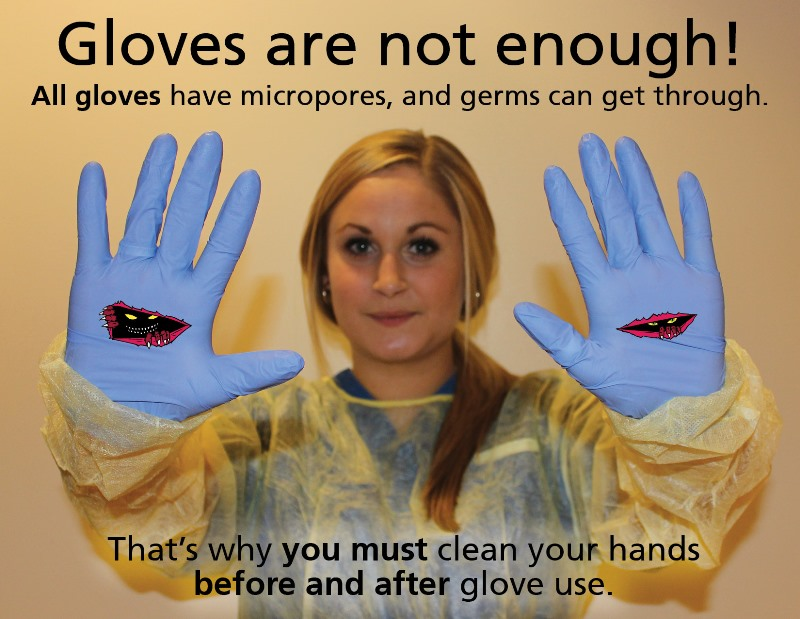 Gloves are not enough!
All gloves have micropores, and germs can get through.
That's why you must clean your hands
before and after glove use.